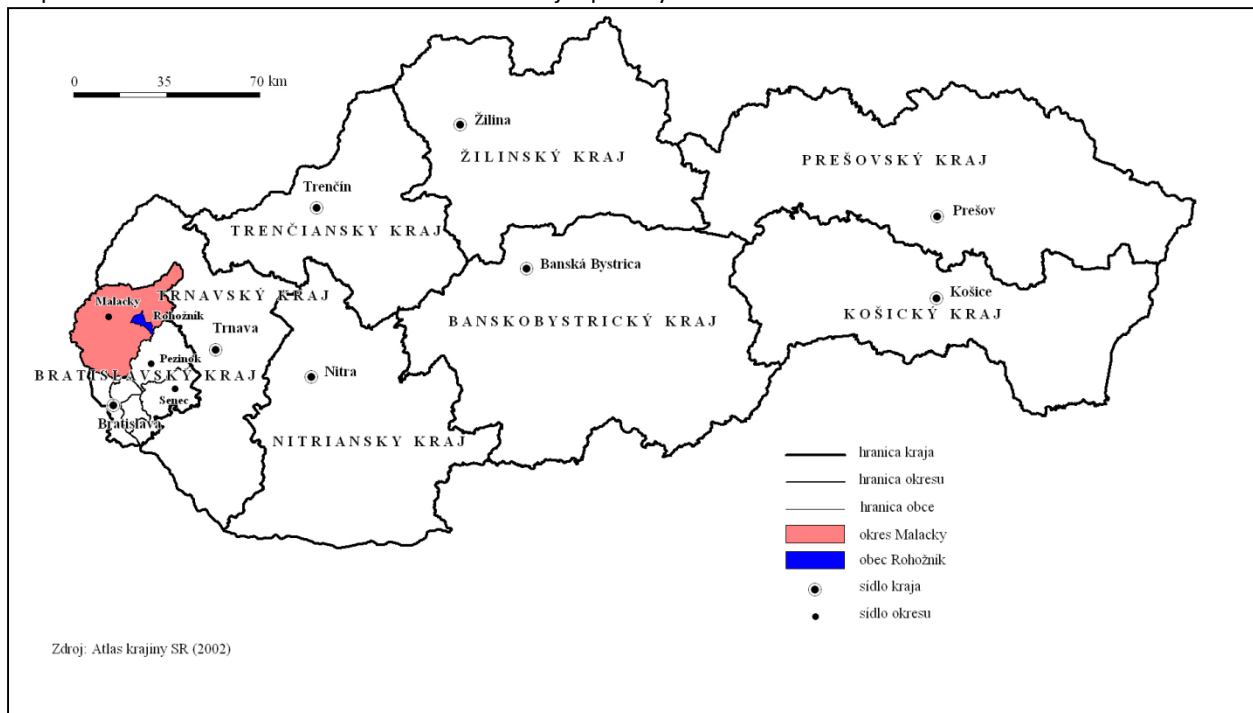 0 35 70 km
Žilina
ŽILINSKÝ KRAJ
PREŠOVSKÝ KRAJ
Trenčín
Prešov
TRENČIANSKY KRAJ
Banská Bystrica
TRNAVSKÝ KRAJ
Malacky
Rohožník
Košice
KOŠICKÝ KRAJ
BANSKOBYSTRICKÝ KRAJ
Trnava
Pezinok
Nitra
BRATISLAVSKÝ KRAJ
Senec
Bratislava
NITRIANSKY KRAJ
hranica kraja
hranica okresu
hranica obce
okres Malacky
obec Rohožník
sídlo kraja
sídlo okresu
Zdroj: Atlas krajiny SR (2002)